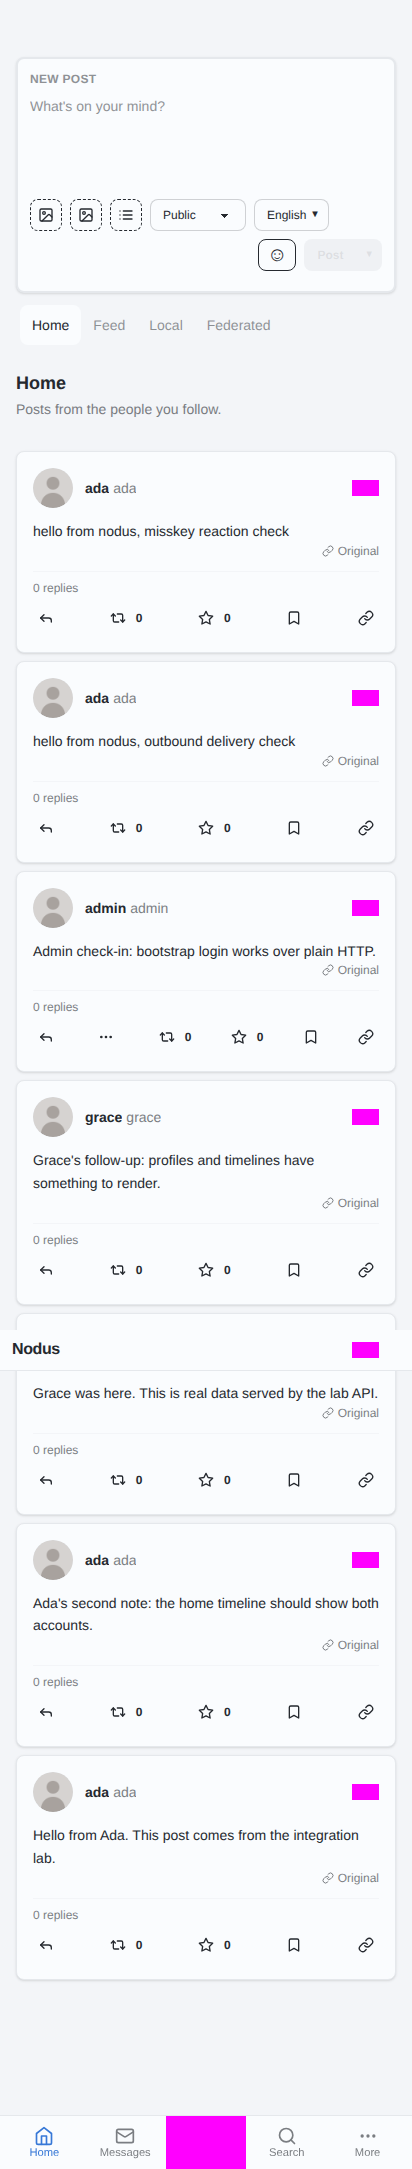 NEW POST
What's on your mind?
Public
English
Post
Home Feed Local Federated
Home
Posts from the people you follow.
ada ada
hello from nodus, misskey reaction check
Original
0 replies
0 0
ada ada
hello from nodus, outbound delivery check
Original
0 replies
0 0
admin admin
Admin check-in: bootstrap login works over plain HTTP.
Original
0 replies
0 0
grace grace
Grace's follow-up: profiles and timelines have
something to render.
Original
0 replies
0 0
Nodus
Grace was here. This is real data served by the lab API.
Original
0 replies
0 0
ada ada
Ada's second note: the home timeline should show both
accounts.
Original
0 replies
0 0
ada ada
Hello from Ada. This post comes from the integration
lab.
Original
0 replies
0 0
Home Messages Search More